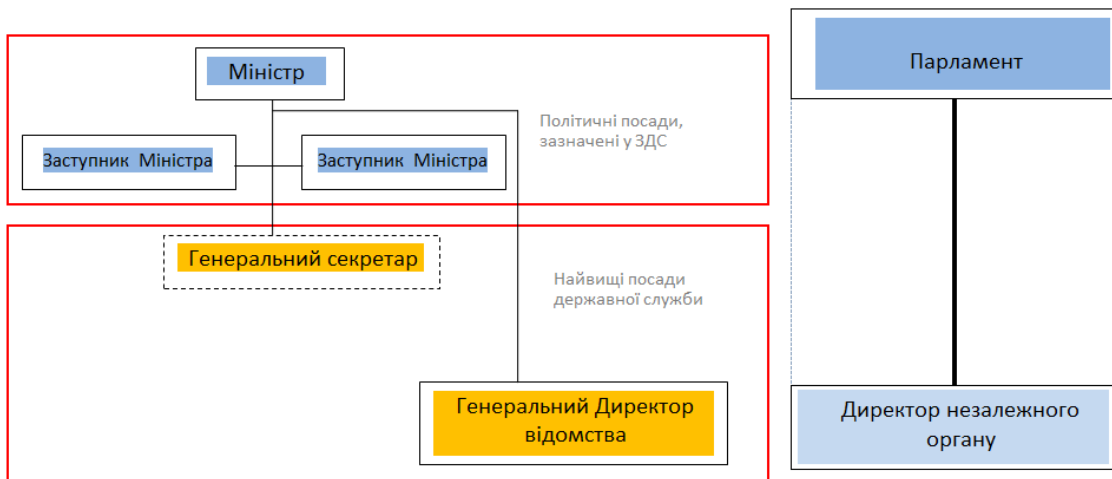 Міністр
Політичні посади,
зазначені у ЗДС
Заступник Міністра
Заступник Міністра
Генеральний секретар
Найвищі посади
державної служби
Генеральний Директор
відомства
Парламент
Директор незалежного
органу